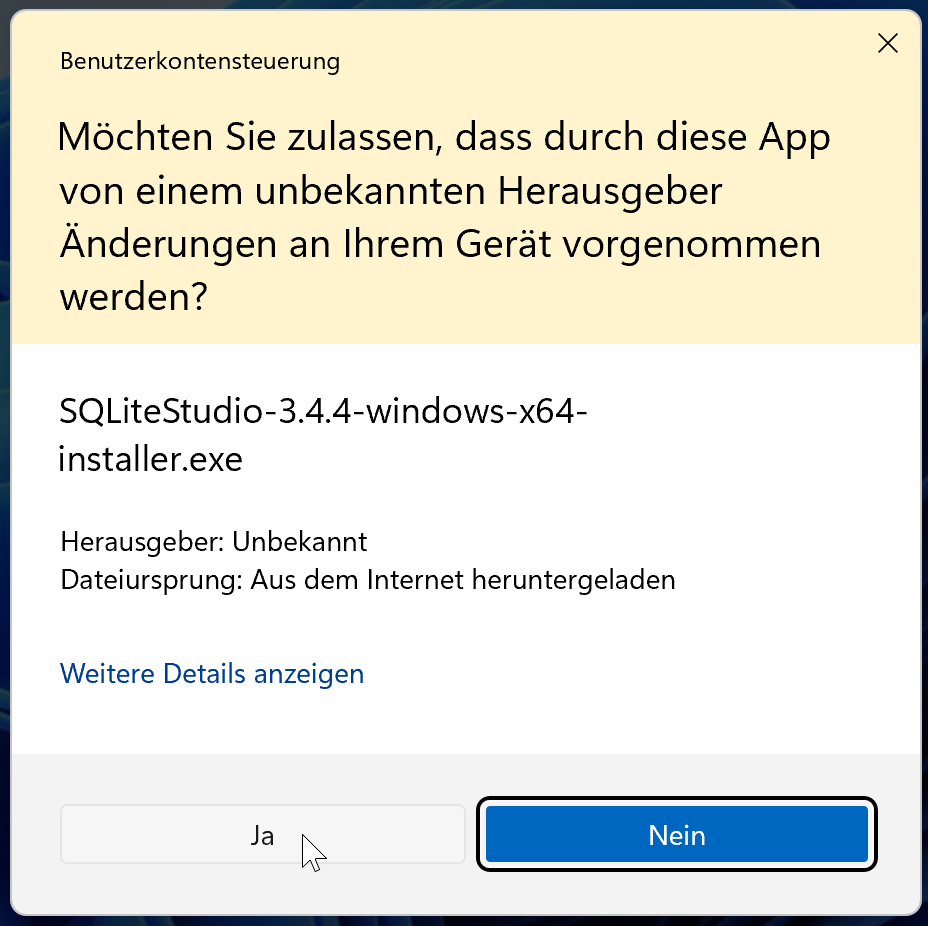 Benutzerkontensteuerung
Möchten Sie zulassen, dass durch diese App
von einem unbekannten Herausgeber
Änderungen an Ihrem Gerät vorgenommen
werden?
SQLiteStudio-3.4.4-windows-x64-
installer.exe
Herausgeber: Unbekannt
Dateiursprung: Aus dem Internet heruntergeladen
Weitere Details anzeigen
Ja
Nein